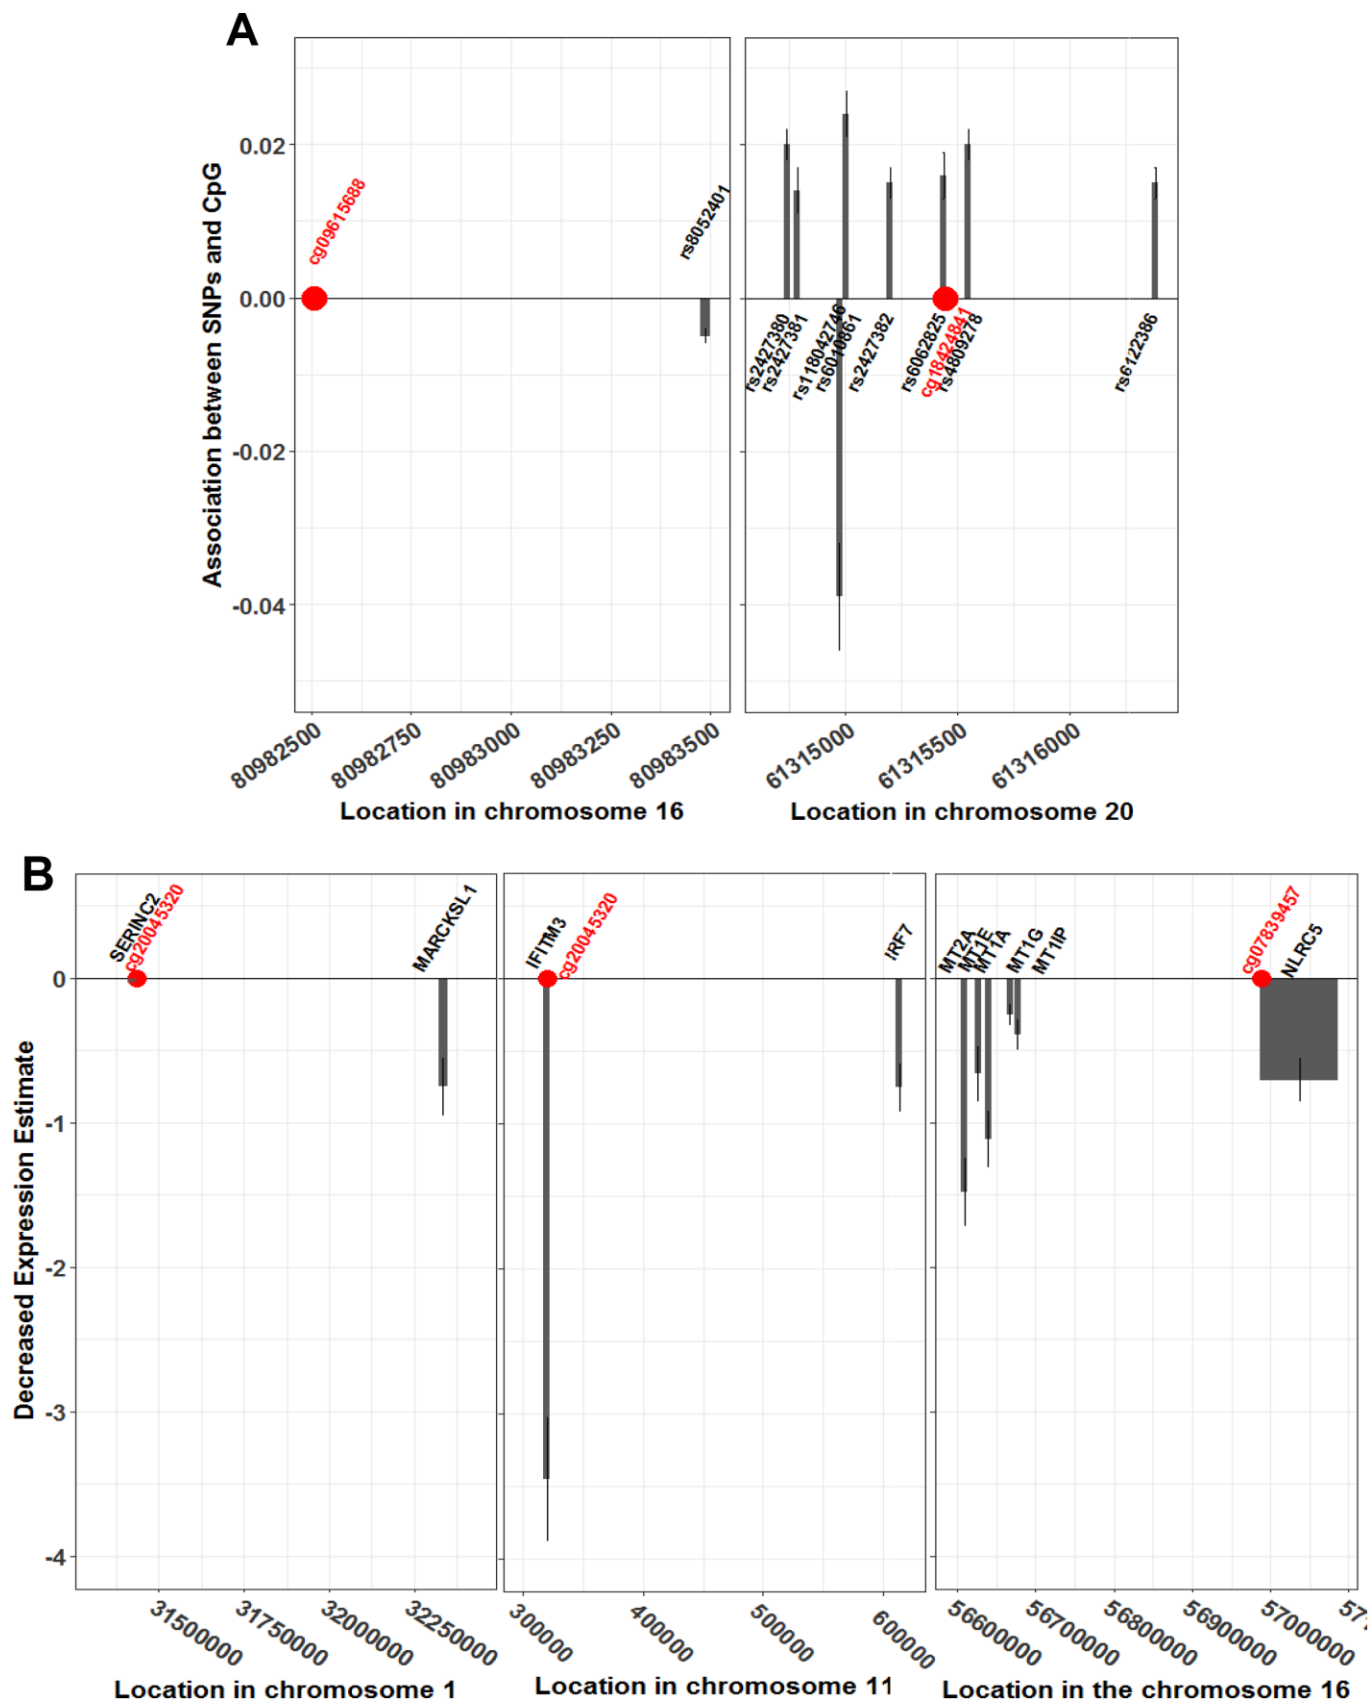 A
Association between SNPs and CpG
0.02
0.00
-0.02
-0.04
cg09615688
rs8052401
80982500
80982750
80983000
80983250
80983500
Location in chromosome 16
rs2427380
rs2427381
rs118042746
rs6010861
rs2427382
rs6062825
cg18424841
rs4809278
rs6122386
61315000
61315500
61316000
Location in chromosome 20
B
Decreased Expression Estimate
0
-1
-2
-3
-4
SERINC2
cg20045320
MARCKSL1
31500000
31750000
32000000
32250000
Location in chromosome 1
IFITM3
cg20045320
IRF7
300000
400000
500000
600000
Location in chromosome 11
MT2A
MT1E
MT1A
MT1G
MT1IP
cg07839457
NLRC5
56600000
56700000
56800000
56900000
57000000
Location in the chromosome 16